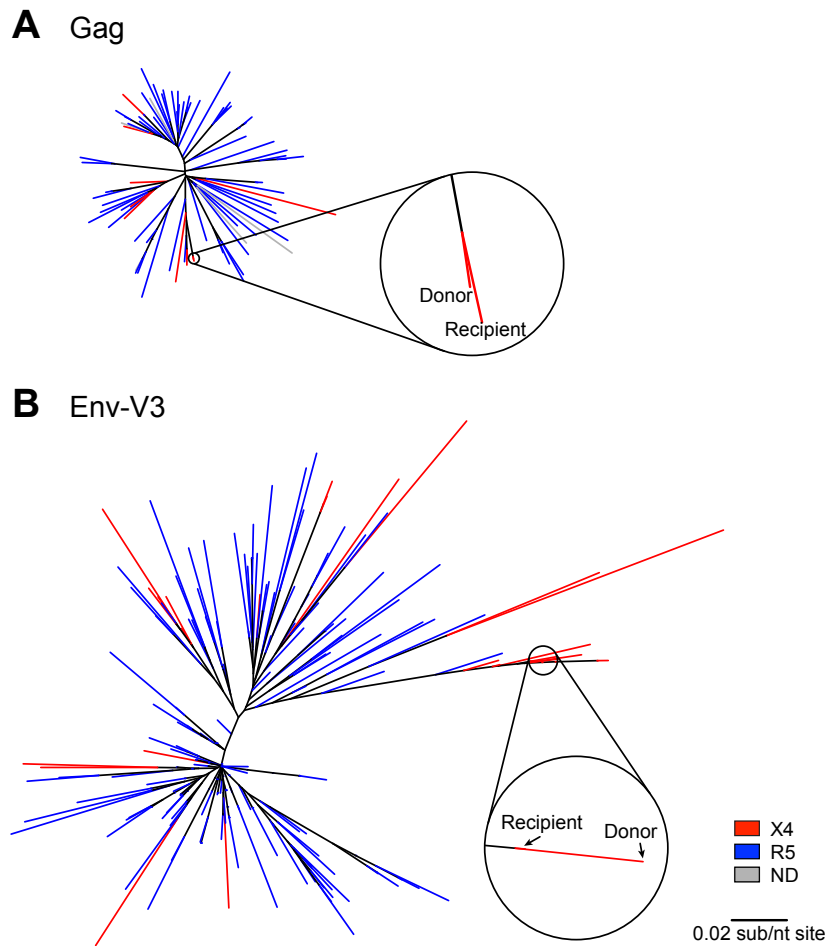 A Gag
Donor
Recipient
B Env-V3
Recipient
Donor
X4
R5
ND
0.02 sub/nt site